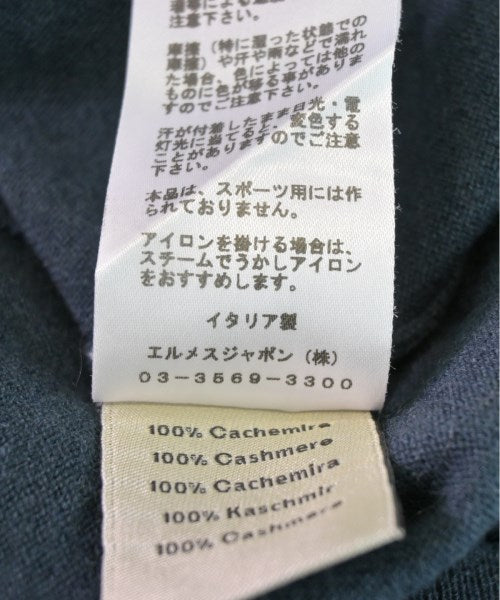 注意下さい。
摩擦(特に湿った状態での
摩擦)や汗や雨などで濡れ
た場合、色によっては他の
ものに色が移る事がありま
すのでご注意下さい。
汗が付着したまま日光・電
灯光に当てると、変色する
ことがありますのでご注意
下さい。
本品は、スポーツ用には作
られておりません。
アイロンを掛ける場合は、
スチームでうかしアイロン
をおすすめします。
イタリア製
エルメスジャポン(株)
03-3569-3300
100% Cachemire
100% Cashmere
100% Cachemira
100% Kaschmir
100% Cashmere